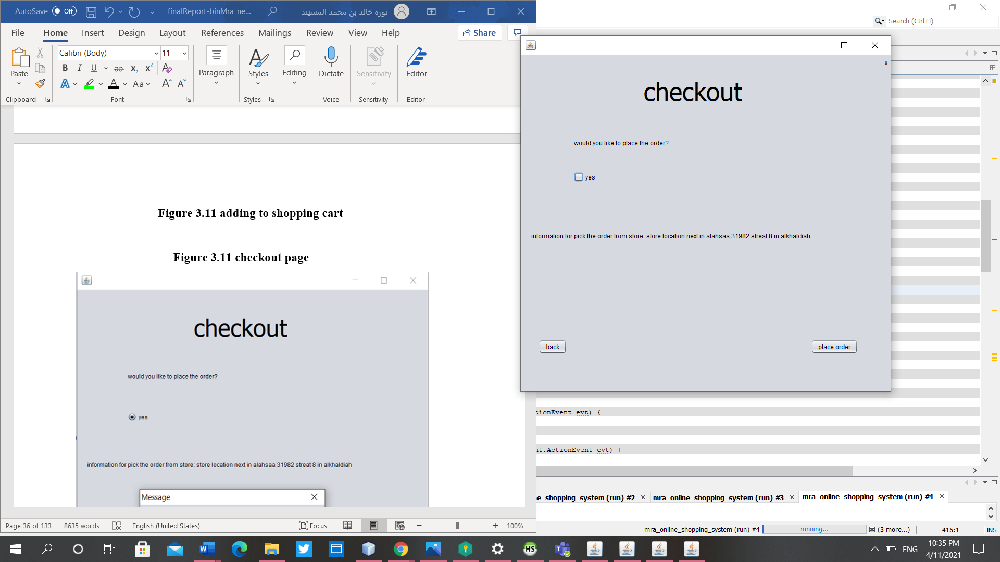 AutoSave Off finalReport-binMra_ne... نوره خالد بن محمد المسيند
File Home Insert Design Layout References Mailings Review View Help Share
Calibri (Body) 11
B I U ab x₂ x²
A A Aa A A
Paste Paragraph Styles Editing Dictate Sensitivity Editor
Clipboard Font Styles Voice Sensitivity Editor
Figure 3.11 adding to shopping cart
Figure 3.11 checkout page
checkout
would you like to place the order?
yes
information for pick the order from store: store location next in alahsaa 31982 streat 8 in alkhaldiah
Message
Page 36 of 133 8635 words English (United States) Focus 100%
Search (Ctrl+I)
- x
checkout
would you like to place the order?
yes
information for pick the order from store: store location next in alahsaa 31982 streat 8 in alkhaldiah
back place order
tionEvent evt) {
nt.ActionEvent evt) {
e_shopping_system (run) #2 mra_online_shopping_system (run) #3 mra_online_shopping_system (run) #4
mra_online_shopping_system (run) #4 running... (3 more...) 415:1 INS
HS ENG 10:35 PM
4/11/2021